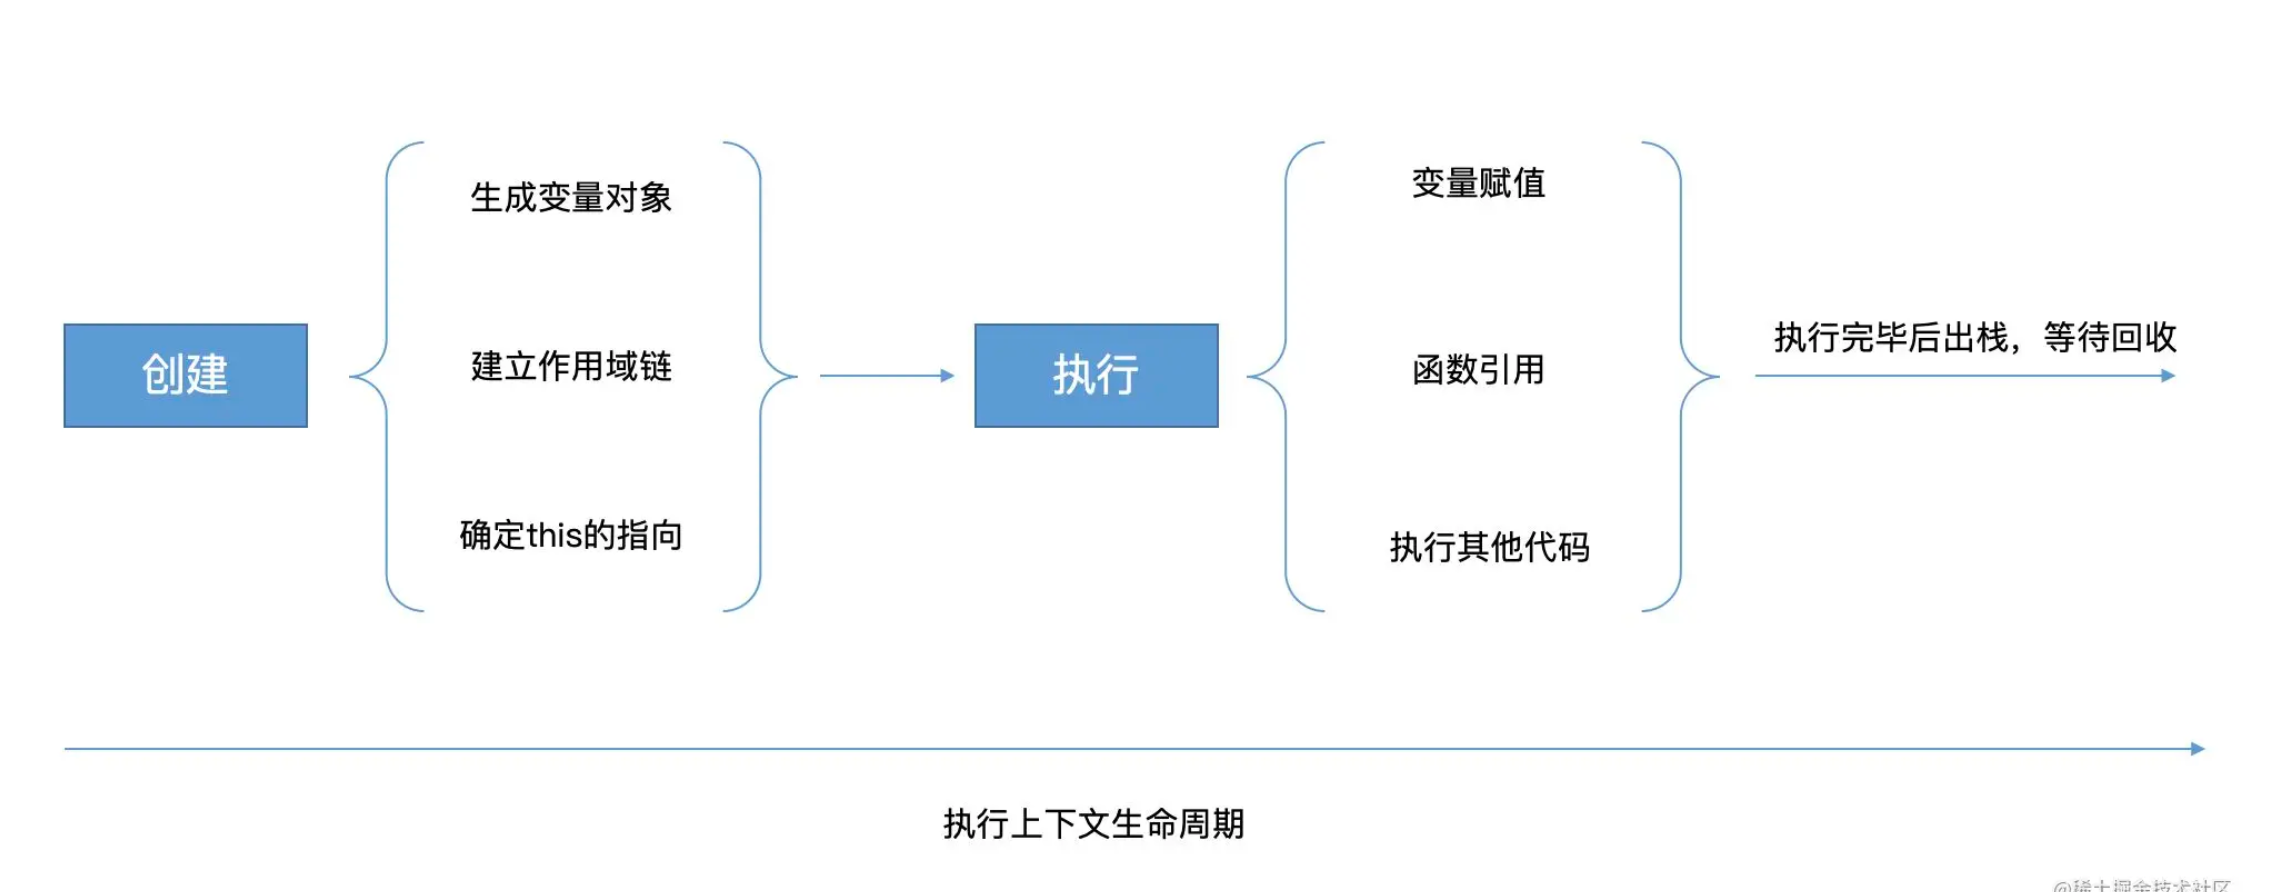 创建
生成变量对象
建立作用域链
确定this的指向
执行
变量赋值
函数引用
执行其他代码
执行完毕后出栈，等待回收
执行上下文生命周期
@稀土掘金技术社区